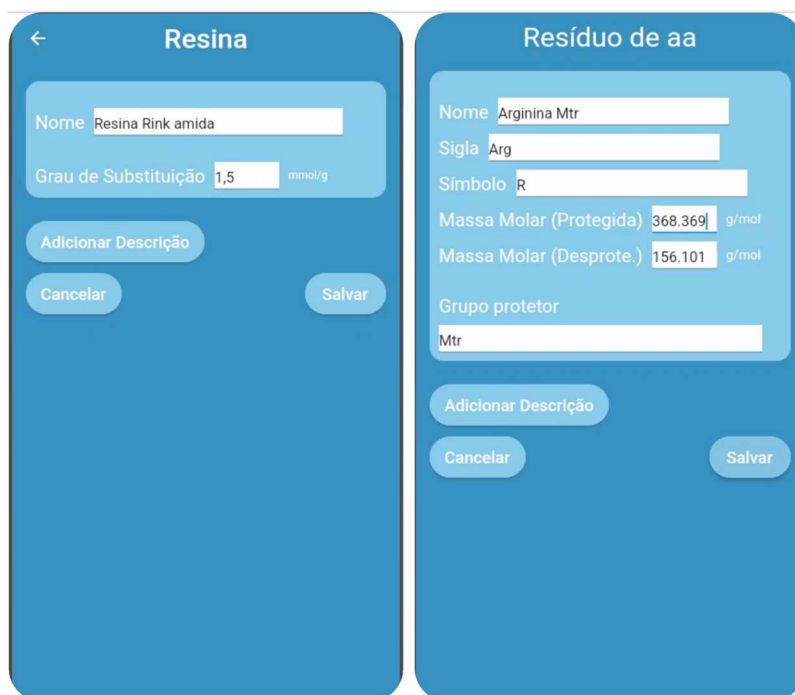 Resina
Nome Resina Rink amida
Grau de Substituição 1,5 mmol/g
Adicionar Descrição
Cancelar Salvar
Resíduo de aa
Nome Arginina Mtr
Sigla Arg
Símbolo R
Massa Molar (Protegida) 368.369 g/mol
Massa Molar (Desprote.) 156.101 g/mol
Grupo protetor
Mtr
Adicionar Descrição
Cancelar Salvar